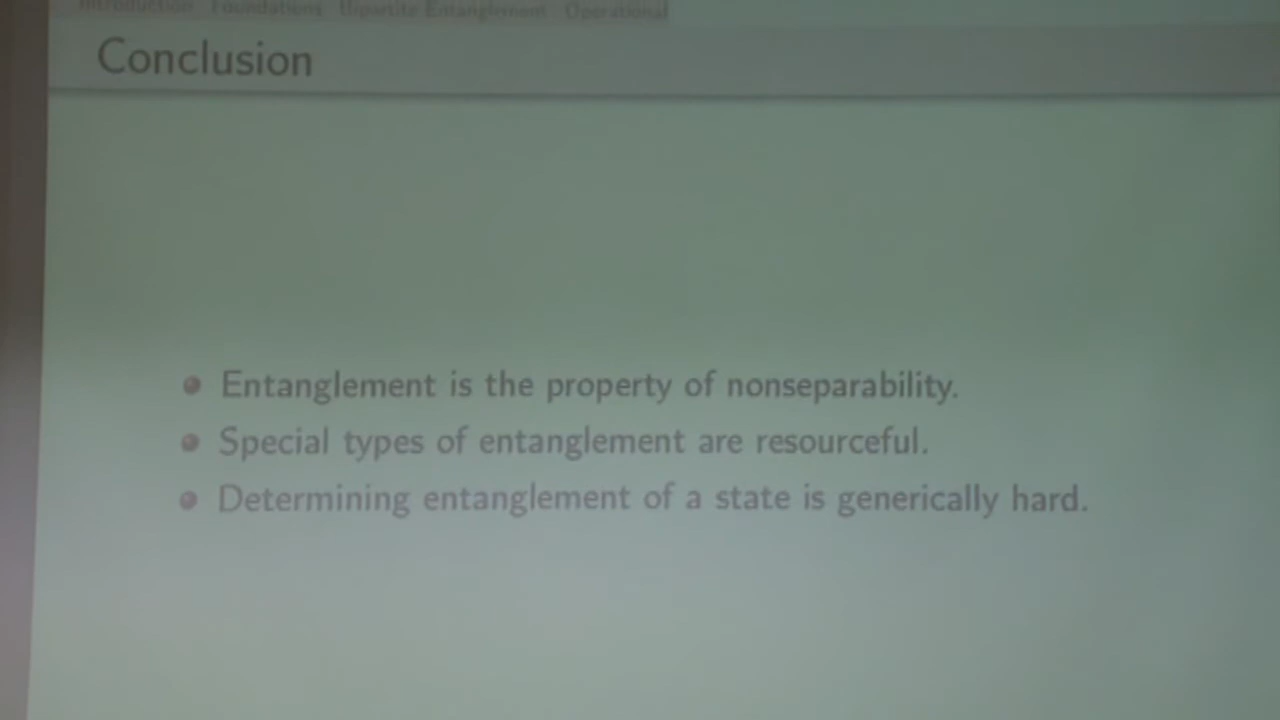 Introduction Foundations Bipartite Entanglement Operational
Conclusion
Entanglement is the property of nonseparability.
Special types of entanglement are resourceful.
Determining entanglement of a state is generically hard.